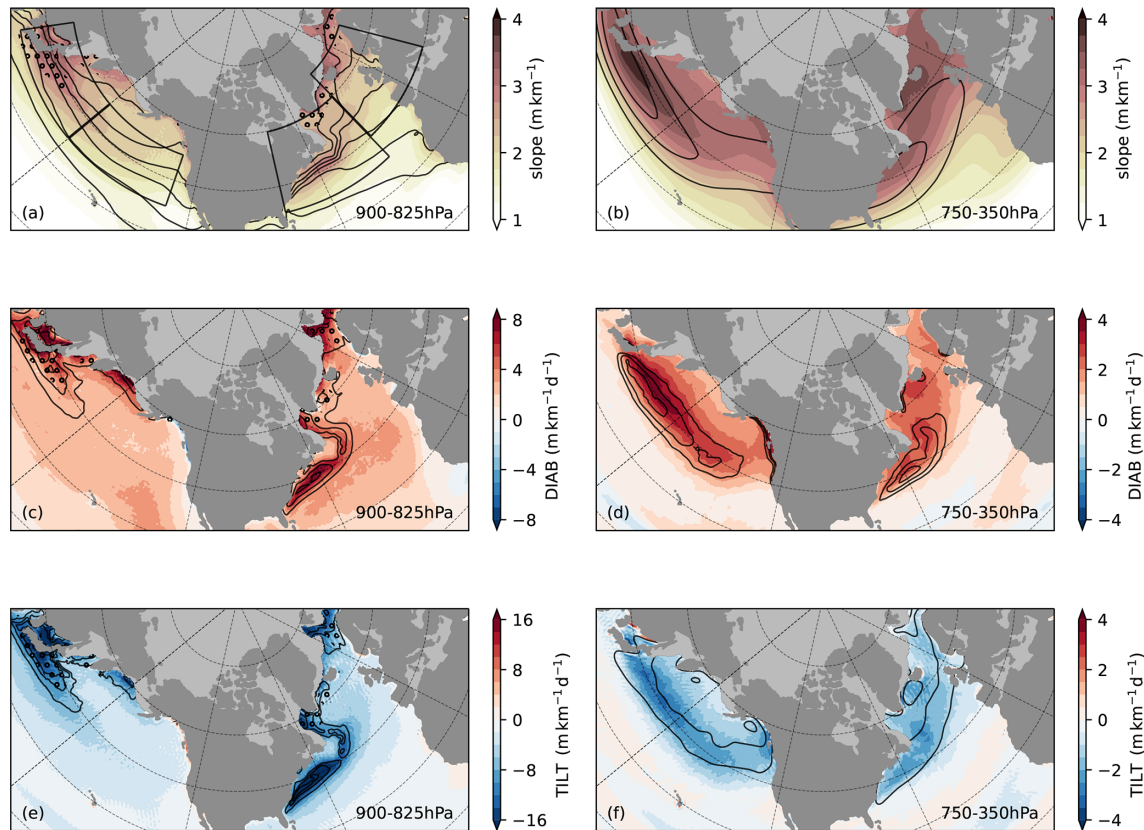 (a)
900-825hPa
4
3
2
1
slope (m km⁻¹)
(b)
750-350hPa
4
3
2
1
slope (m km⁻¹)
(c)
900-825hPa
8
4
0
−4
−8
DIAB (m km⁻¹ d⁻¹)
(d)
750-350hPa
4
2
0
−2
−4
DIAB (m km⁻¹ d⁻¹)
(e)
900-825hPa
16
8
0
−8
−16
TILT (m km⁻¹ d⁻¹)
(f)
750-350hPa
4
2
0
−2
−4
TILT (m km⁻¹ d⁻¹)